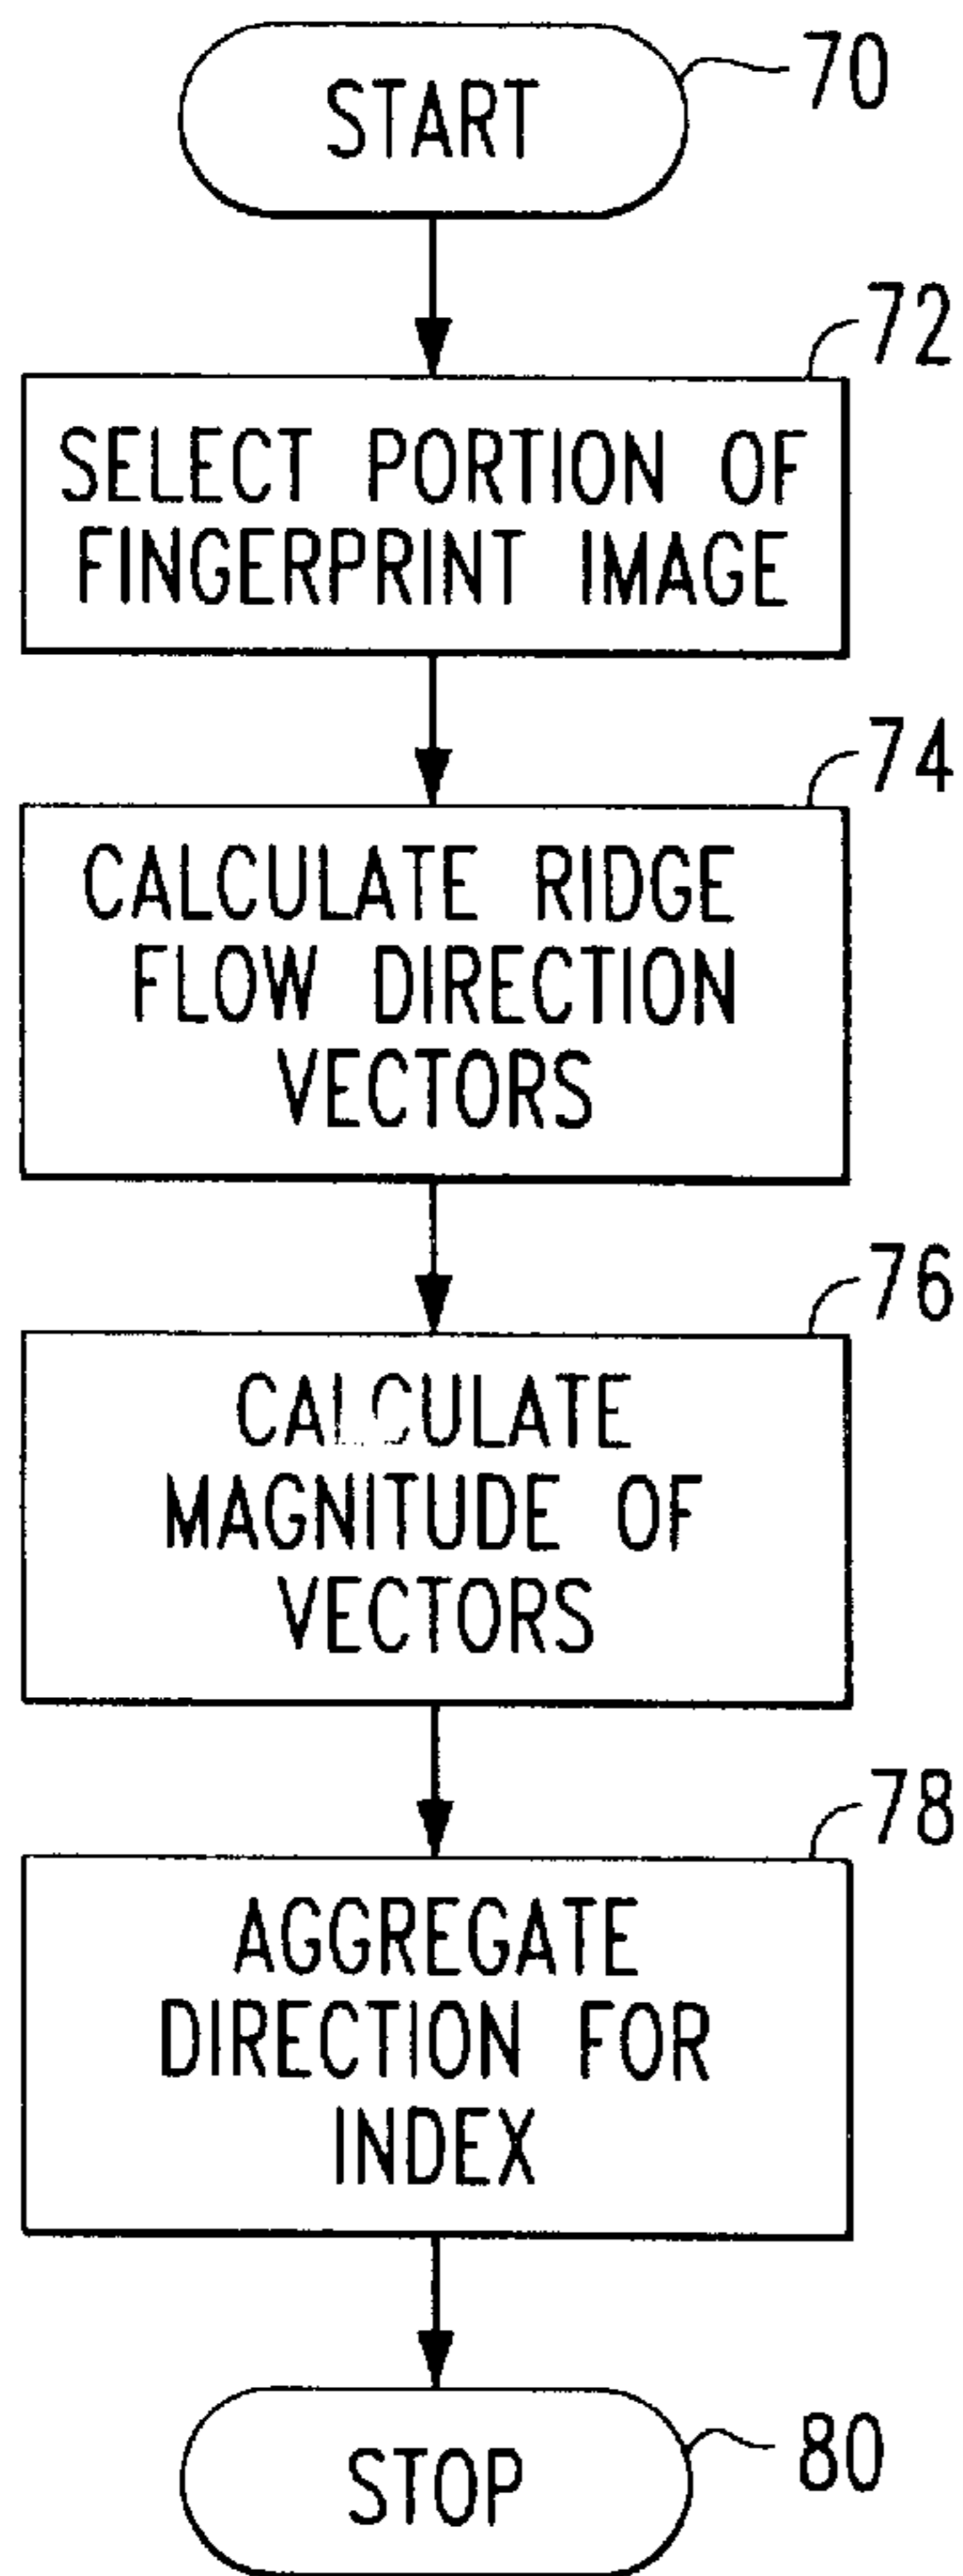 START
70
72
SELECT PORTION OF
FINGERPRINT IMAGE
74
CALCULATE RIDGE
FLOW DIRECTION
VECTORS
76
CALCULATE
MAGNITUDE OF
VECTORS
78
AGGREGATE
DIRECTION FOR
INDEX
STOP
80